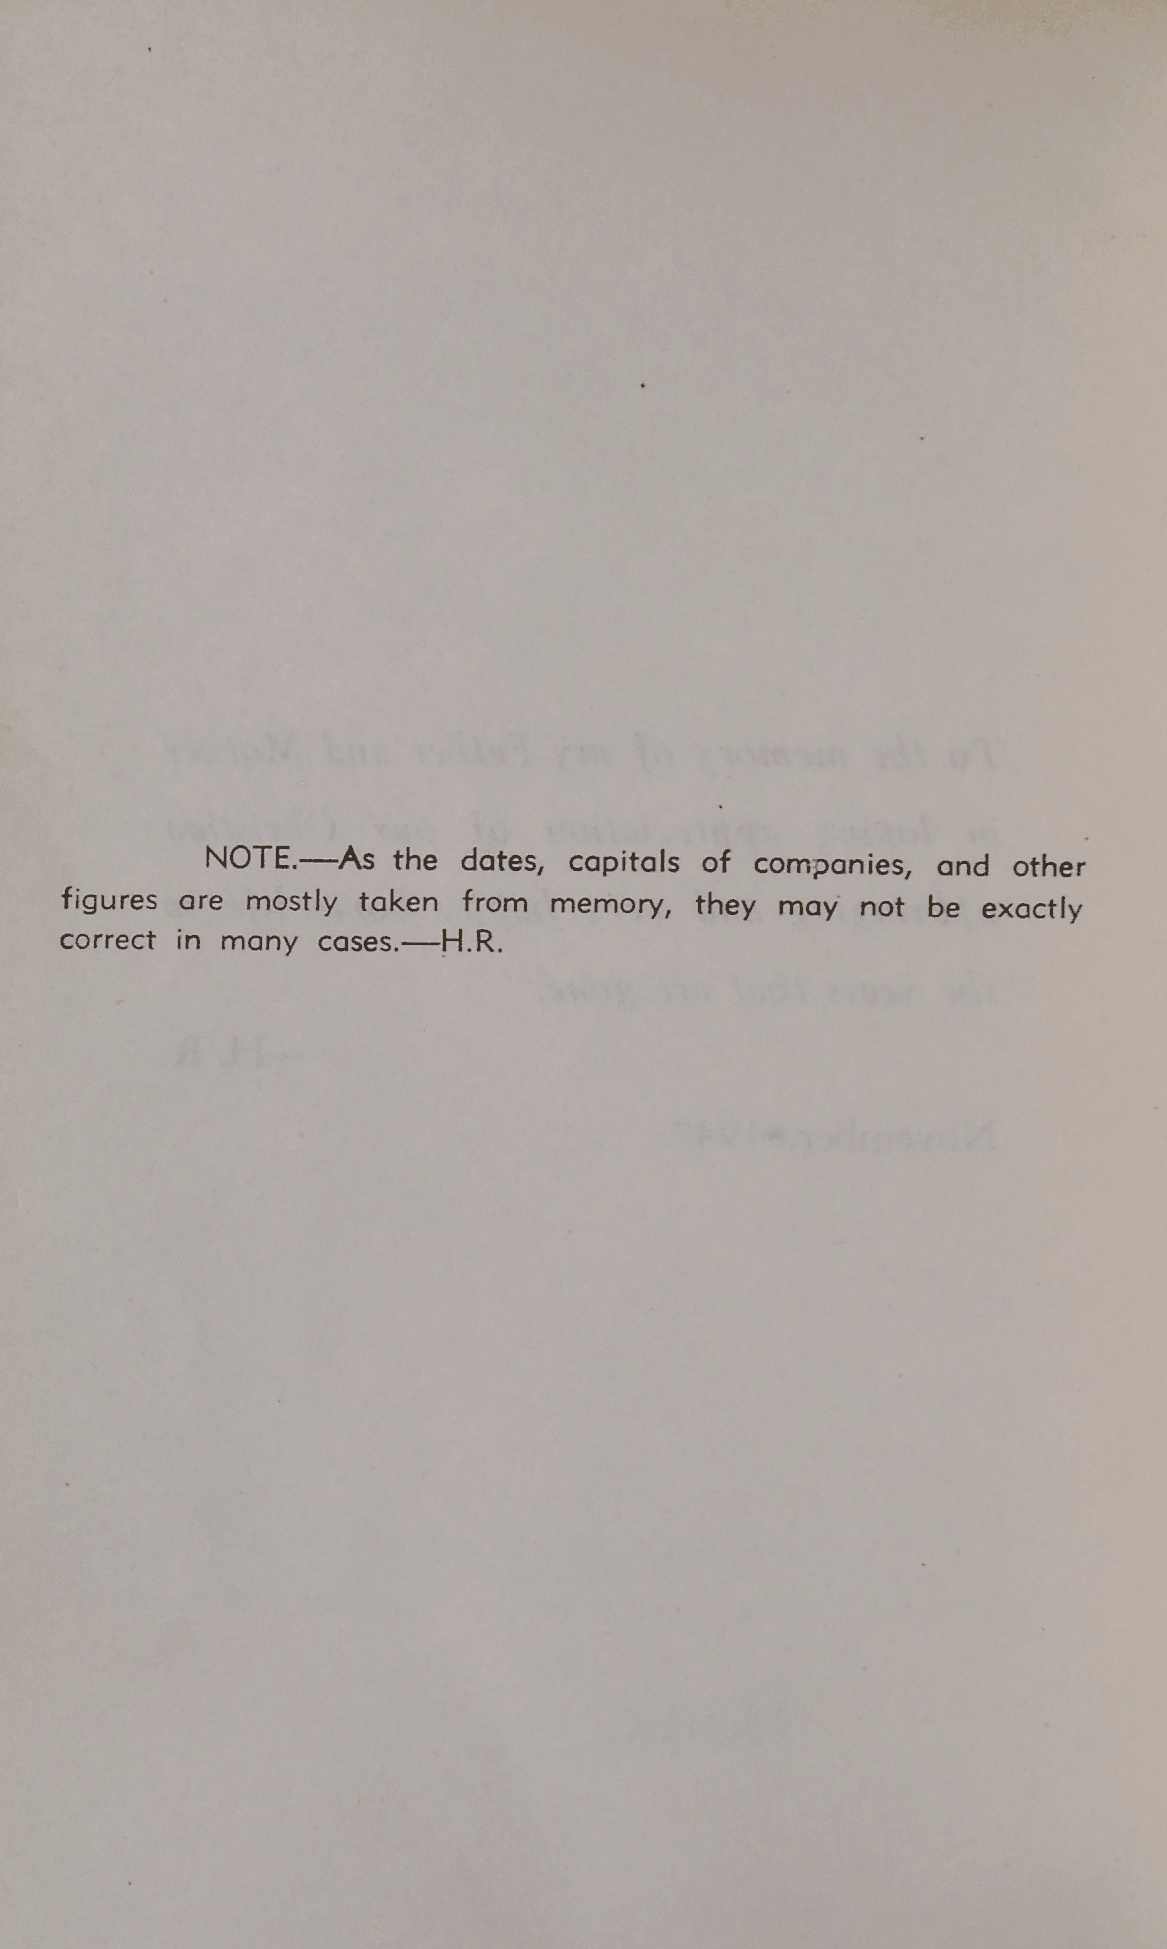 NOTE.—As the dates, capitals of companies, and other
figures are mostly taken from memory, they may not be exactly
correct in many cases.—H.R.